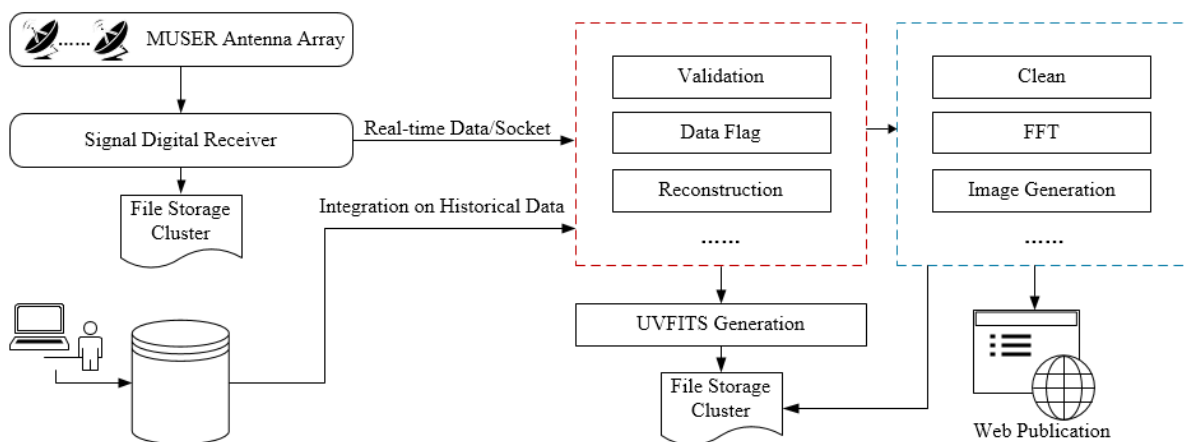 ...... MUSER Antenna Array
Signal Digital Receiver
File Storage
Cluster
Real-time Data/Socket
Integration on Historical Data
Validation
Data Flag
Reconstruction
......
Clean
FFT
Image Generation
......
UVFITS Generation
File Storage
Cluster
Web Publication